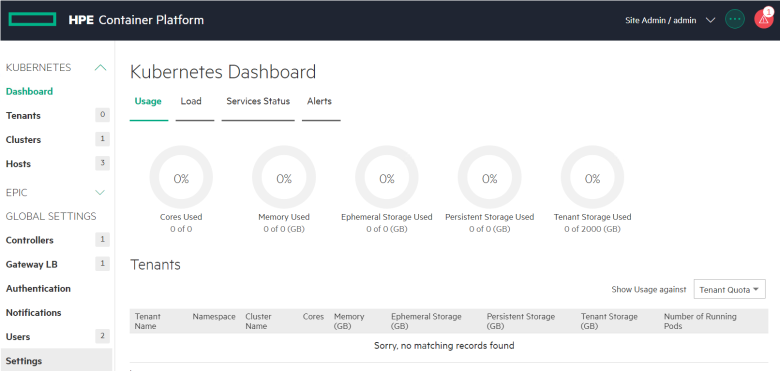 HPE Container Platform
Site Admin / admin
1
KUBERNETES
Dashboard
Tenants 0
Clusters 1
Hosts 3
EPIC
GLOBAL SETTINGS
Controllers 1
Gateway LB 1
Authentication
Notifications
Users 2
Settings
Kubernetes Dashboard
Usage Load Services Status Alerts
0% 0% 0% 0% 0%
Cores Used Memory Used Ephemeral Storage Used Persistent Storage Used Tenant Storage Used
0 of 0 0 of 0 (GB) 0 of 0 (GB) 0 of 0 (GB) 0 of 2000 (GB)
Tenants
Show Usage against Tenant Quota
Tenant Namespace Cluster Cores Memory Ephemeral Storage Persistent Storage Tenant Storage Number of Running
Name Name (GB) (GB) (GB) (GB) Pods
Sorry, no matching records found